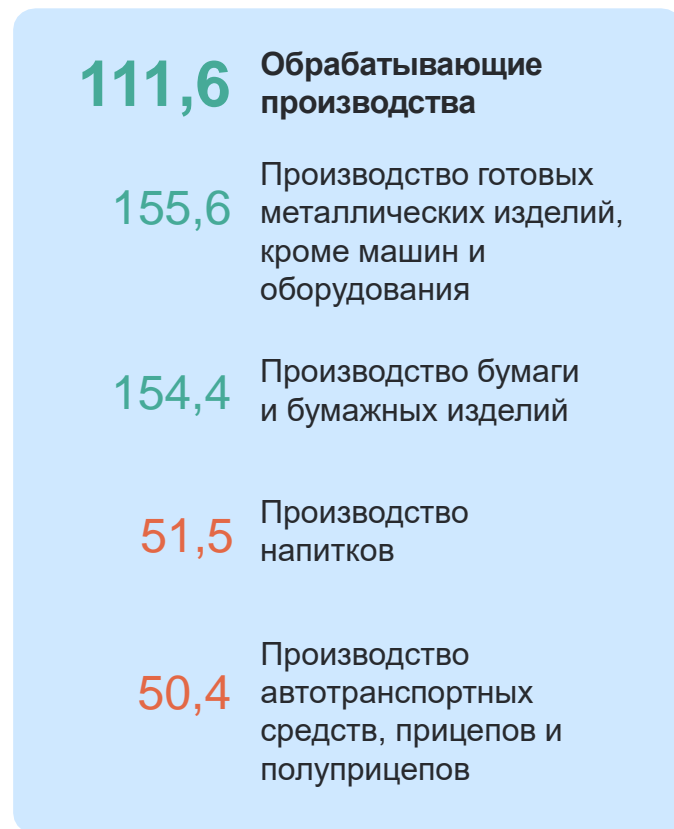 111,6 Обрабатывающие
производства
155,6 Производство готовых
металлических изделий,
кроме машин и
оборудования
154,4 Производство бумаги
и бумажных изделий
51,5 Производство
напитков
50,4 Производство
автотранспортных
средств, прицепов и
полуприцепов